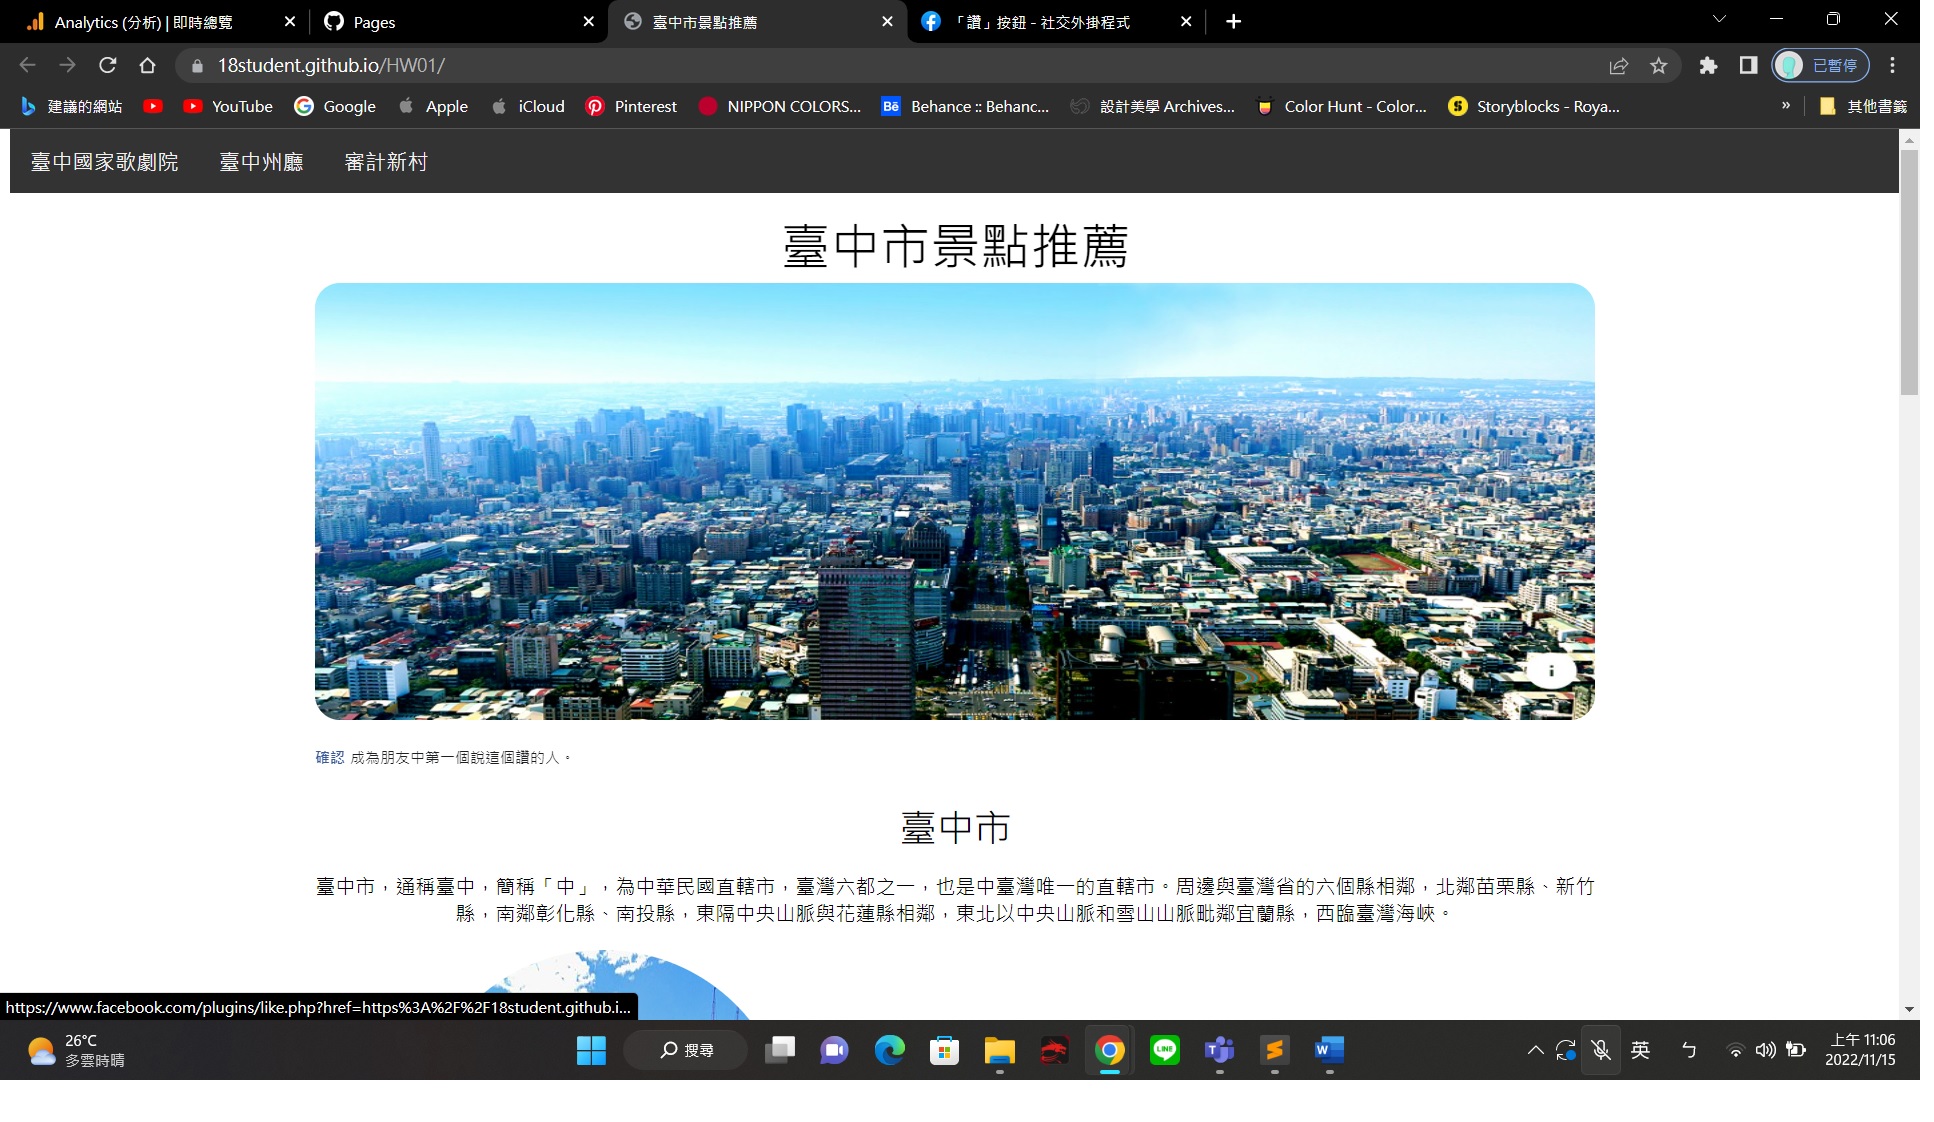 Analytics (分析) | 即時總覽
Pages
臺中市景點推薦
「讚」按鈕 - 社交外掛程式
18student.github.io/HW01/
已暫停
建議的網站
YouTube
Google
Apple
iCloud
Pinterest
NIPPON COLORS...
Bē Behance :: Behanc...
設計美學 Archives...
Color Hunt - Color...
S Storyblocks - Roya...
»
其他書籤
臺中國家歌劇院 臺中州廳 審計新村
臺中市景點推薦
確認 成為朋友中第一個說這個讚的人。
臺中市
臺中市，通稱臺中，簡稱「中」，為中華民國直轄市，臺灣六都之一，也是中臺灣唯一的直轄市。周邊與臺灣省的六個縣相鄰，北鄰苗栗縣、新竹
縣，南鄰彰化縣、南投縣，東隔中央山脈與花蓮縣相鄰，東北以中央山脈和雪山山脈毗鄰宜蘭縣，西臨臺灣海峽。
https://www.facebook.com/plugins/like.php?href=https%3A%2F%2F18student.github.i...
26°C
多雲時晴
搜尋
LINE
T
W
英
ㄅ
上午 11:06
2022/11/15